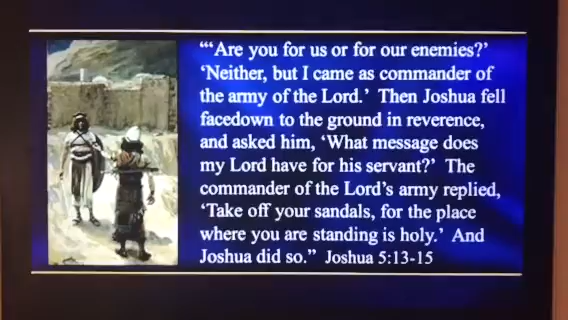 “‘Are you for us or for our enemies?’
‘Neither, but I came as commander of
the army of the Lord.’ Then Joshua fell
facedown to the ground in reverence,
and asked him, ‘What message does
my Lord have for his servant?’ The
commander of the Lord’s army replied,
‘Take off your sandals, for the place
where you are standing is holy.’ And
Joshua did so.” Joshua 5:13-15